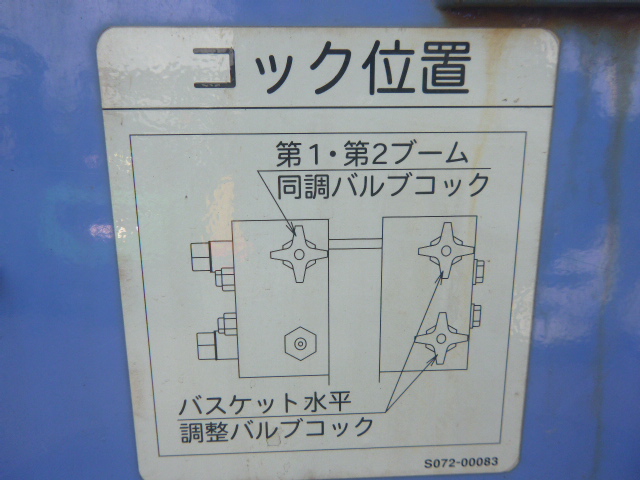 コック位置
第1・第2ブーム
同調バルブコック
バスケット水平
調整バルブコック
S072-00083